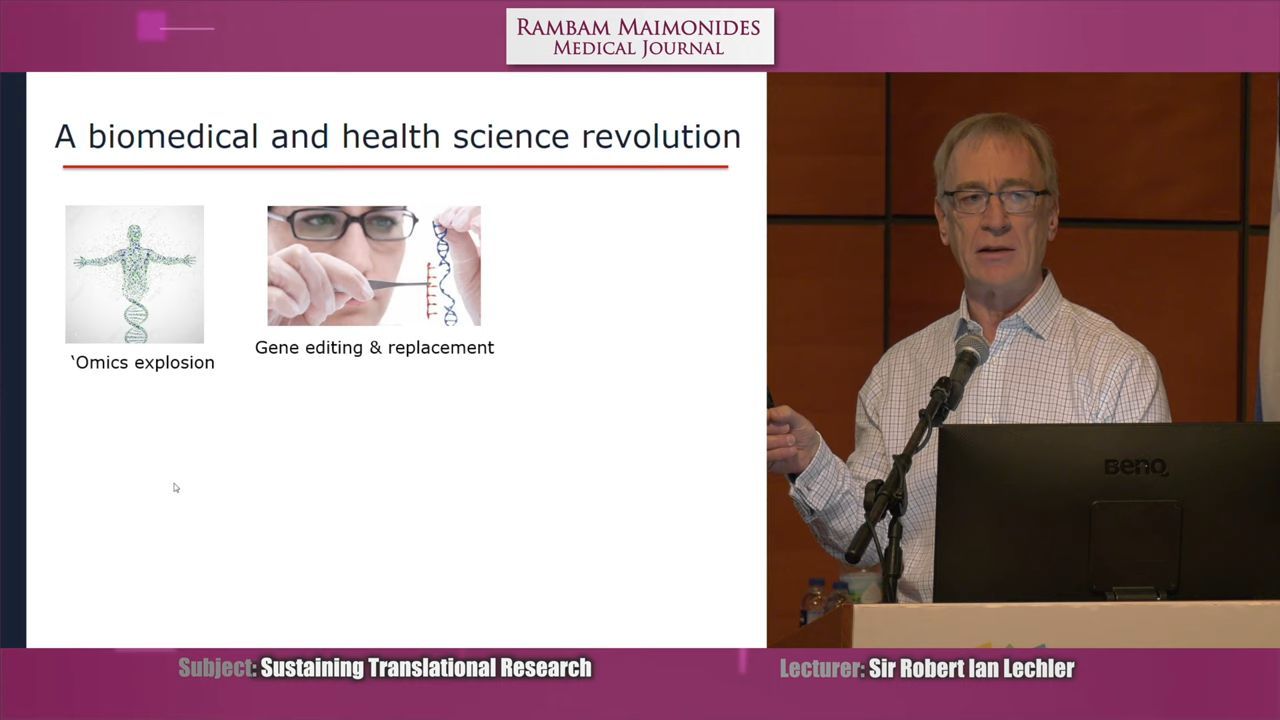 RAMBAM MAIMONIDES
MEDICAL JOURNAL
A biomedical and health science revolution
‘Omics explosion
Gene editing & replacement
BenQ
Subject: Sustaining Translational Research
Lecturer: Sir Robert Ian Lechler